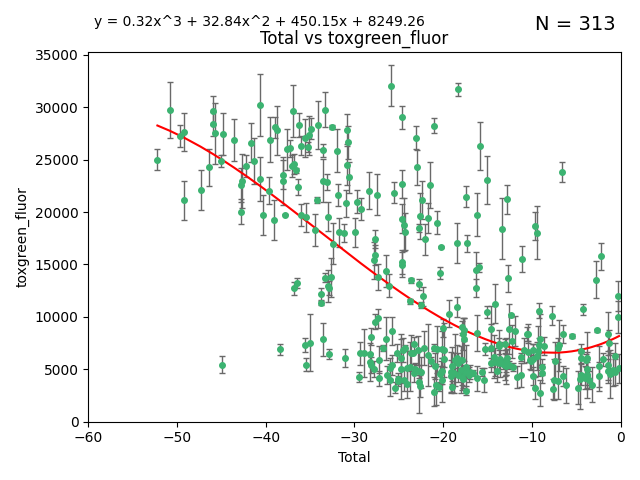 y = 0.32x^3 + 32.84x^2 + 450.15x + 8249.26
N = 313
Total vs toxgreen_fluor
35000
30000
25000
20000
15000
10000
5000
0
toxgreen_fluor
−60 −50 −40 −30 −20 −10 0
Total